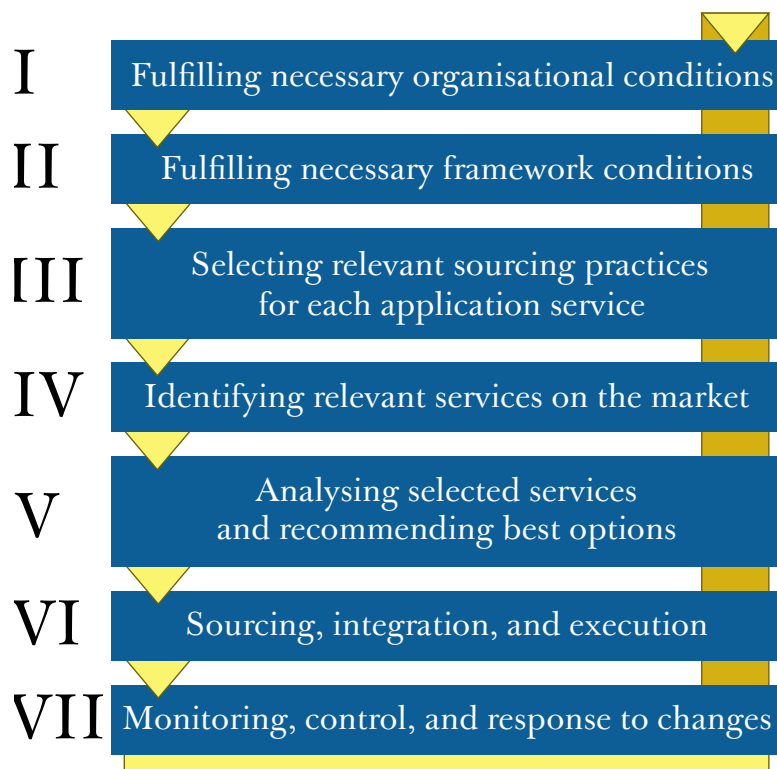 I
Fulfilling necessary organisational conditions
II
Fulfilling necessary framework conditions
III
Selecting relevant sourcing practices
for each application service
IV
Identifying relevant services on the market
V
Analysing selected services
and recommending best options
VI
Sourcing, integration, and execution
VII
Monitoring, control, and response to changes